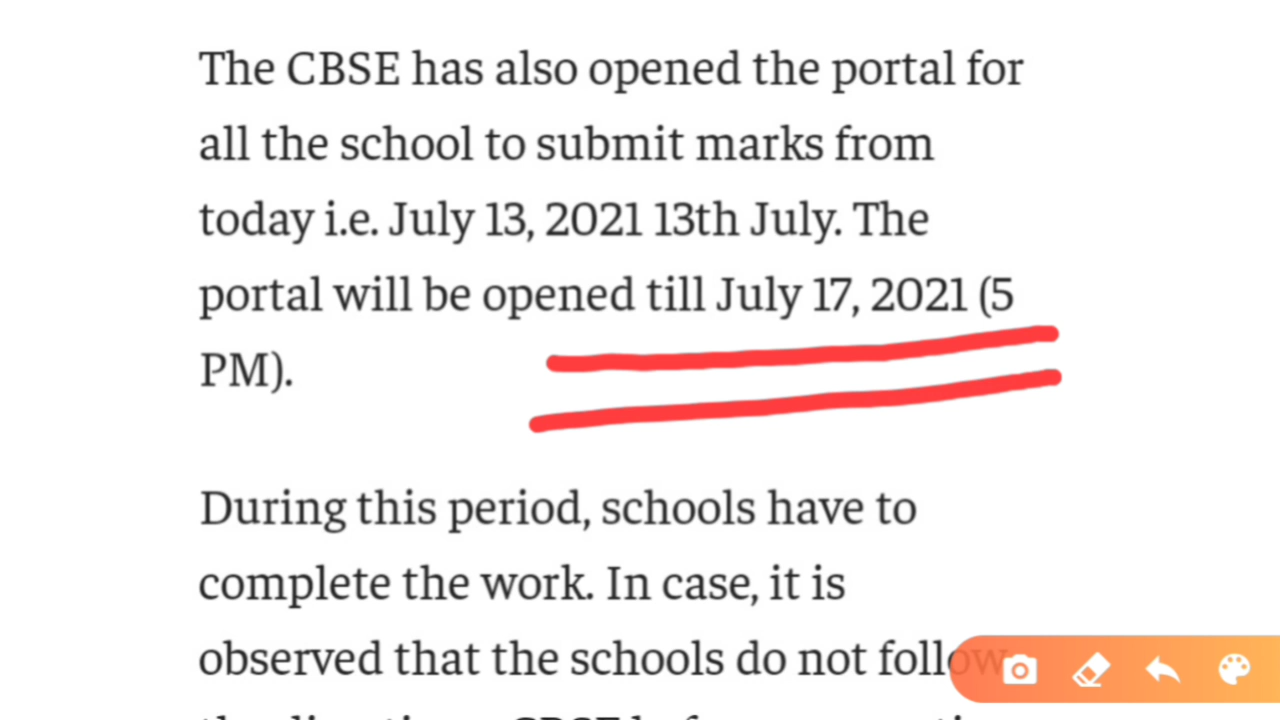 The CBSE has also opened the portal for
all the school to submit marks from
today i.e. July 13, 2021 13th July. The
portal will be opened till July 17, 2021 (5
PM).
During this period, schools have to
complete the work. In case, it is
observed that the schools do not follow